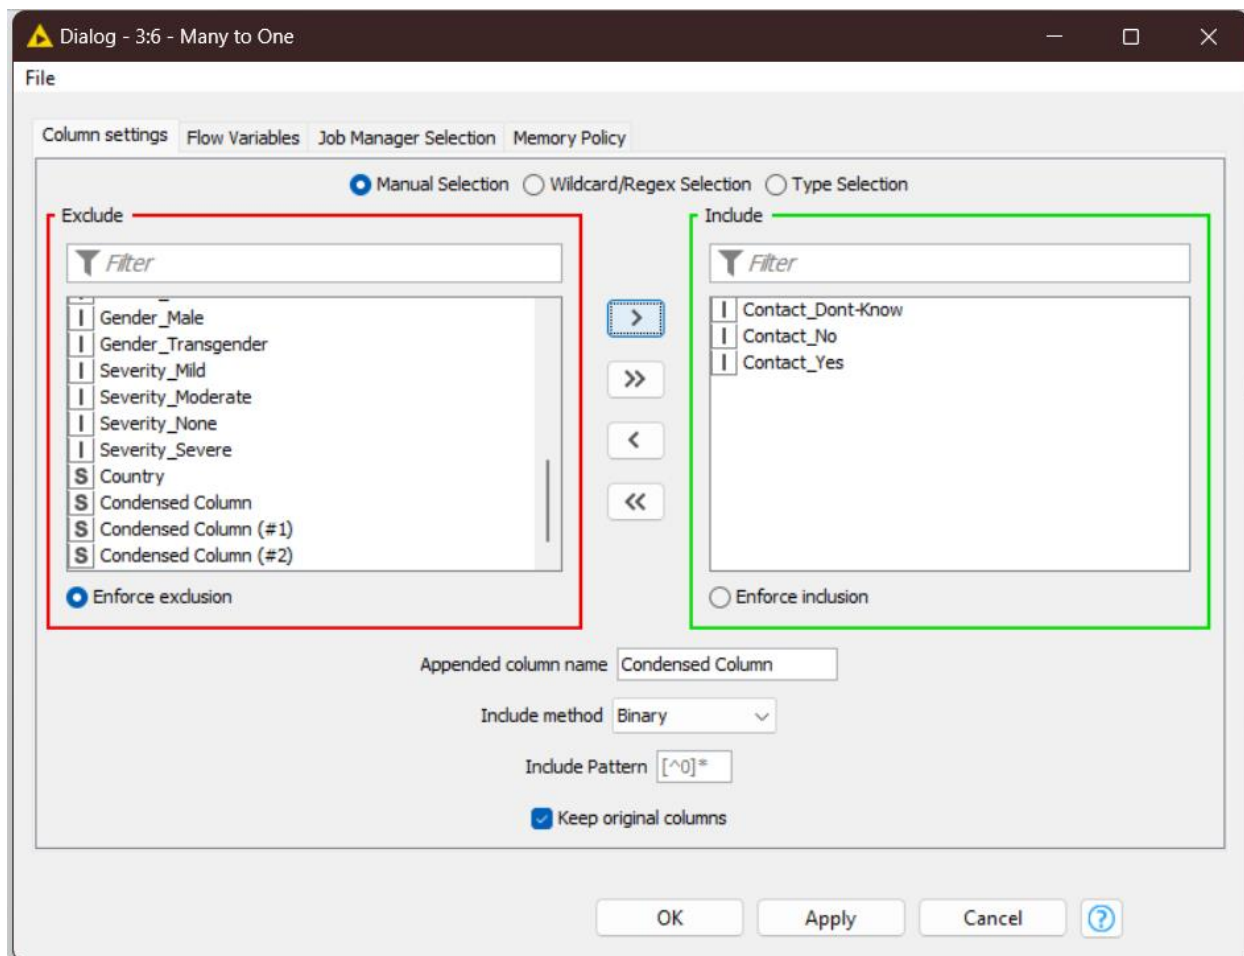 Dialog - 3:6 - Many to One
File
Column settings Flow Variables Job Manager Selection Memory Policy
Manual Selection Wildcard/Regex Selection Type Selection
Exclude
Filter
I Gender_Male
I Gender_Transgender
I Severity_Mild
I Severity_Moderate
I Severity_None
I Severity_Severe
S Country
S Condensed Column
S Condensed Column (#1)
S Condensed Column (#2)
Enforce exclusion
>
>>
<
<<
Include
Filter
I Contact_Dont-Know
I Contact_No
I Contact_Yes
Enforce inclusion
Appended column name Condensed Column
Include method Binary
Include Pattern [^0]*
Keep original columns
OK Apply Cancel ?